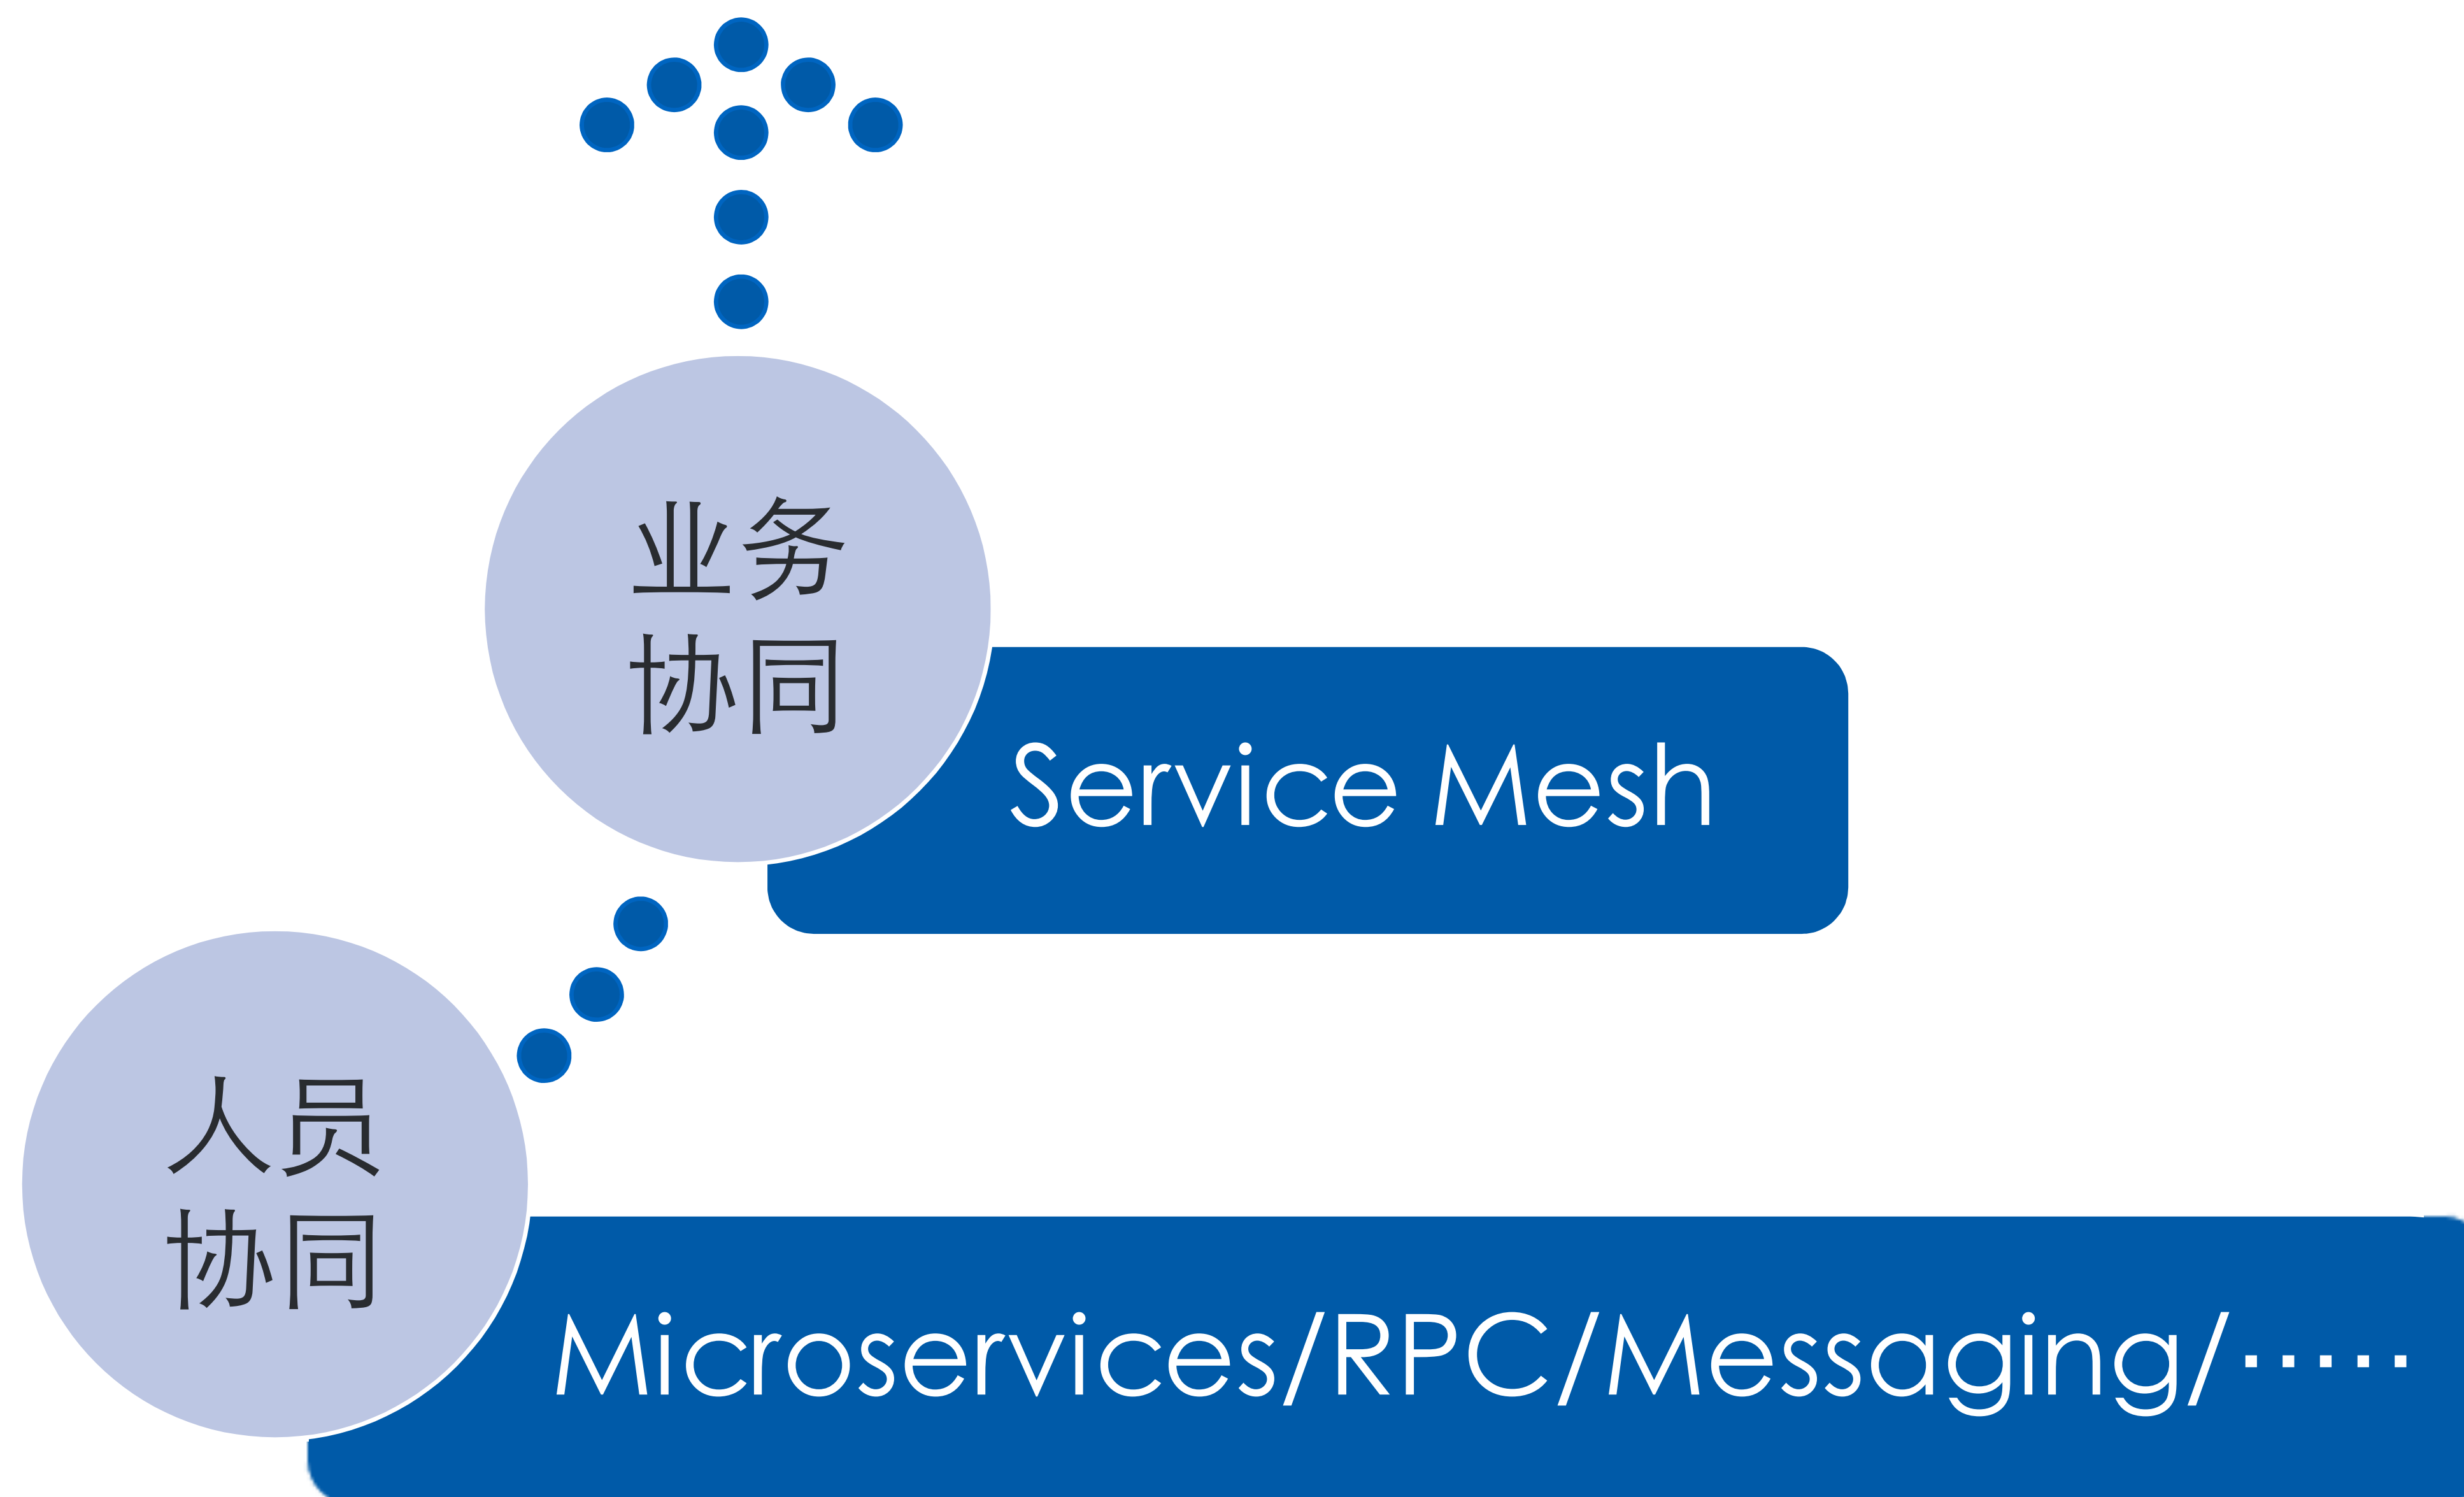 业务
协同
Service Mesh
人员
协同
Microservices/RPC/Messaging/·····